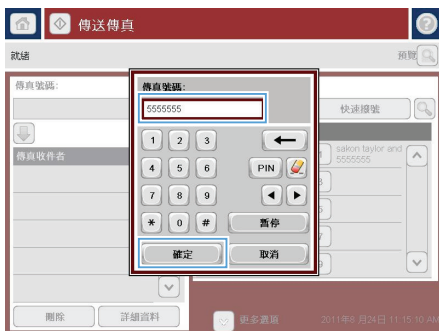 傳送傳真
就緒
預覽
傳真號碼:
傳真號碼:
5555555
快速撥號
傳真收件者
1 2 3
4 5 6 PIN
7 8 9
* 0 # 暫停
確定 取消
sakon taylor and
5555555
刪除 詳細資料
更多選項
2011年6 月24日 11:15:10 AM